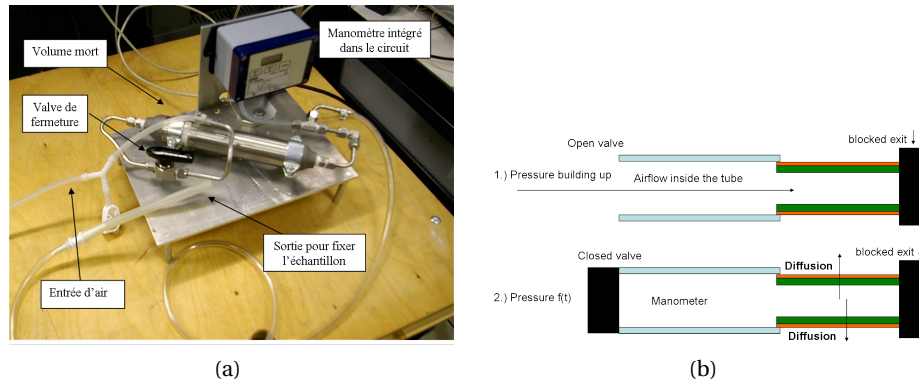 Manomètre intégré
dans le circuit
Volume mort
Valve de
fermeture
Sortie pour fixer
l'échantillon
Entrée d'air
(a)
Open valve
blocked exit
1.) Pressure building up
Airflow inside the tube
Closed valve
blocked exit
Diffusion
2.) Pressure f(t)
Manometer
Diffusion
(b)